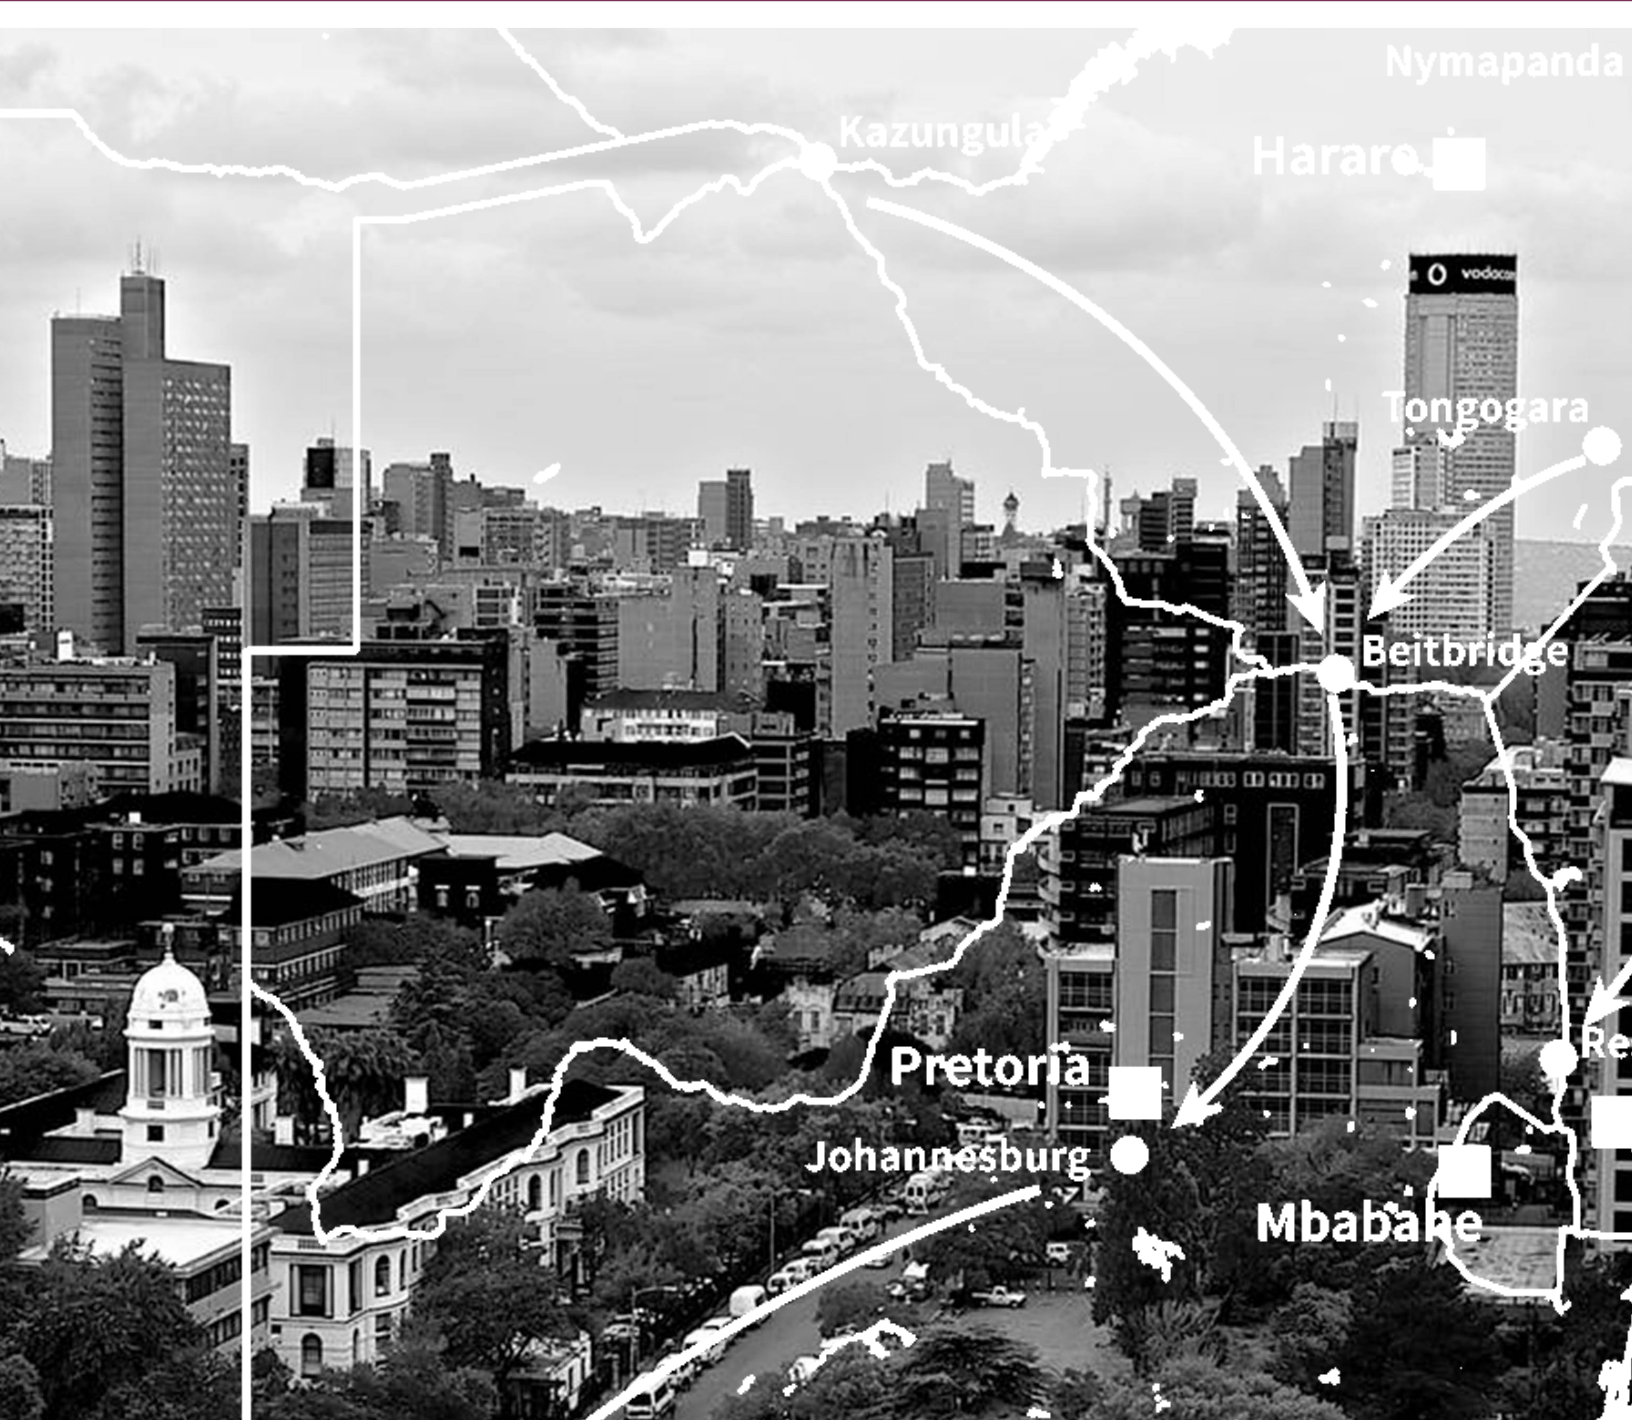 Nymapanda
Kazungula
Harare
vodacom
Tongogara
Beitbridge
Pretoria
Johannesburg
Mbabane